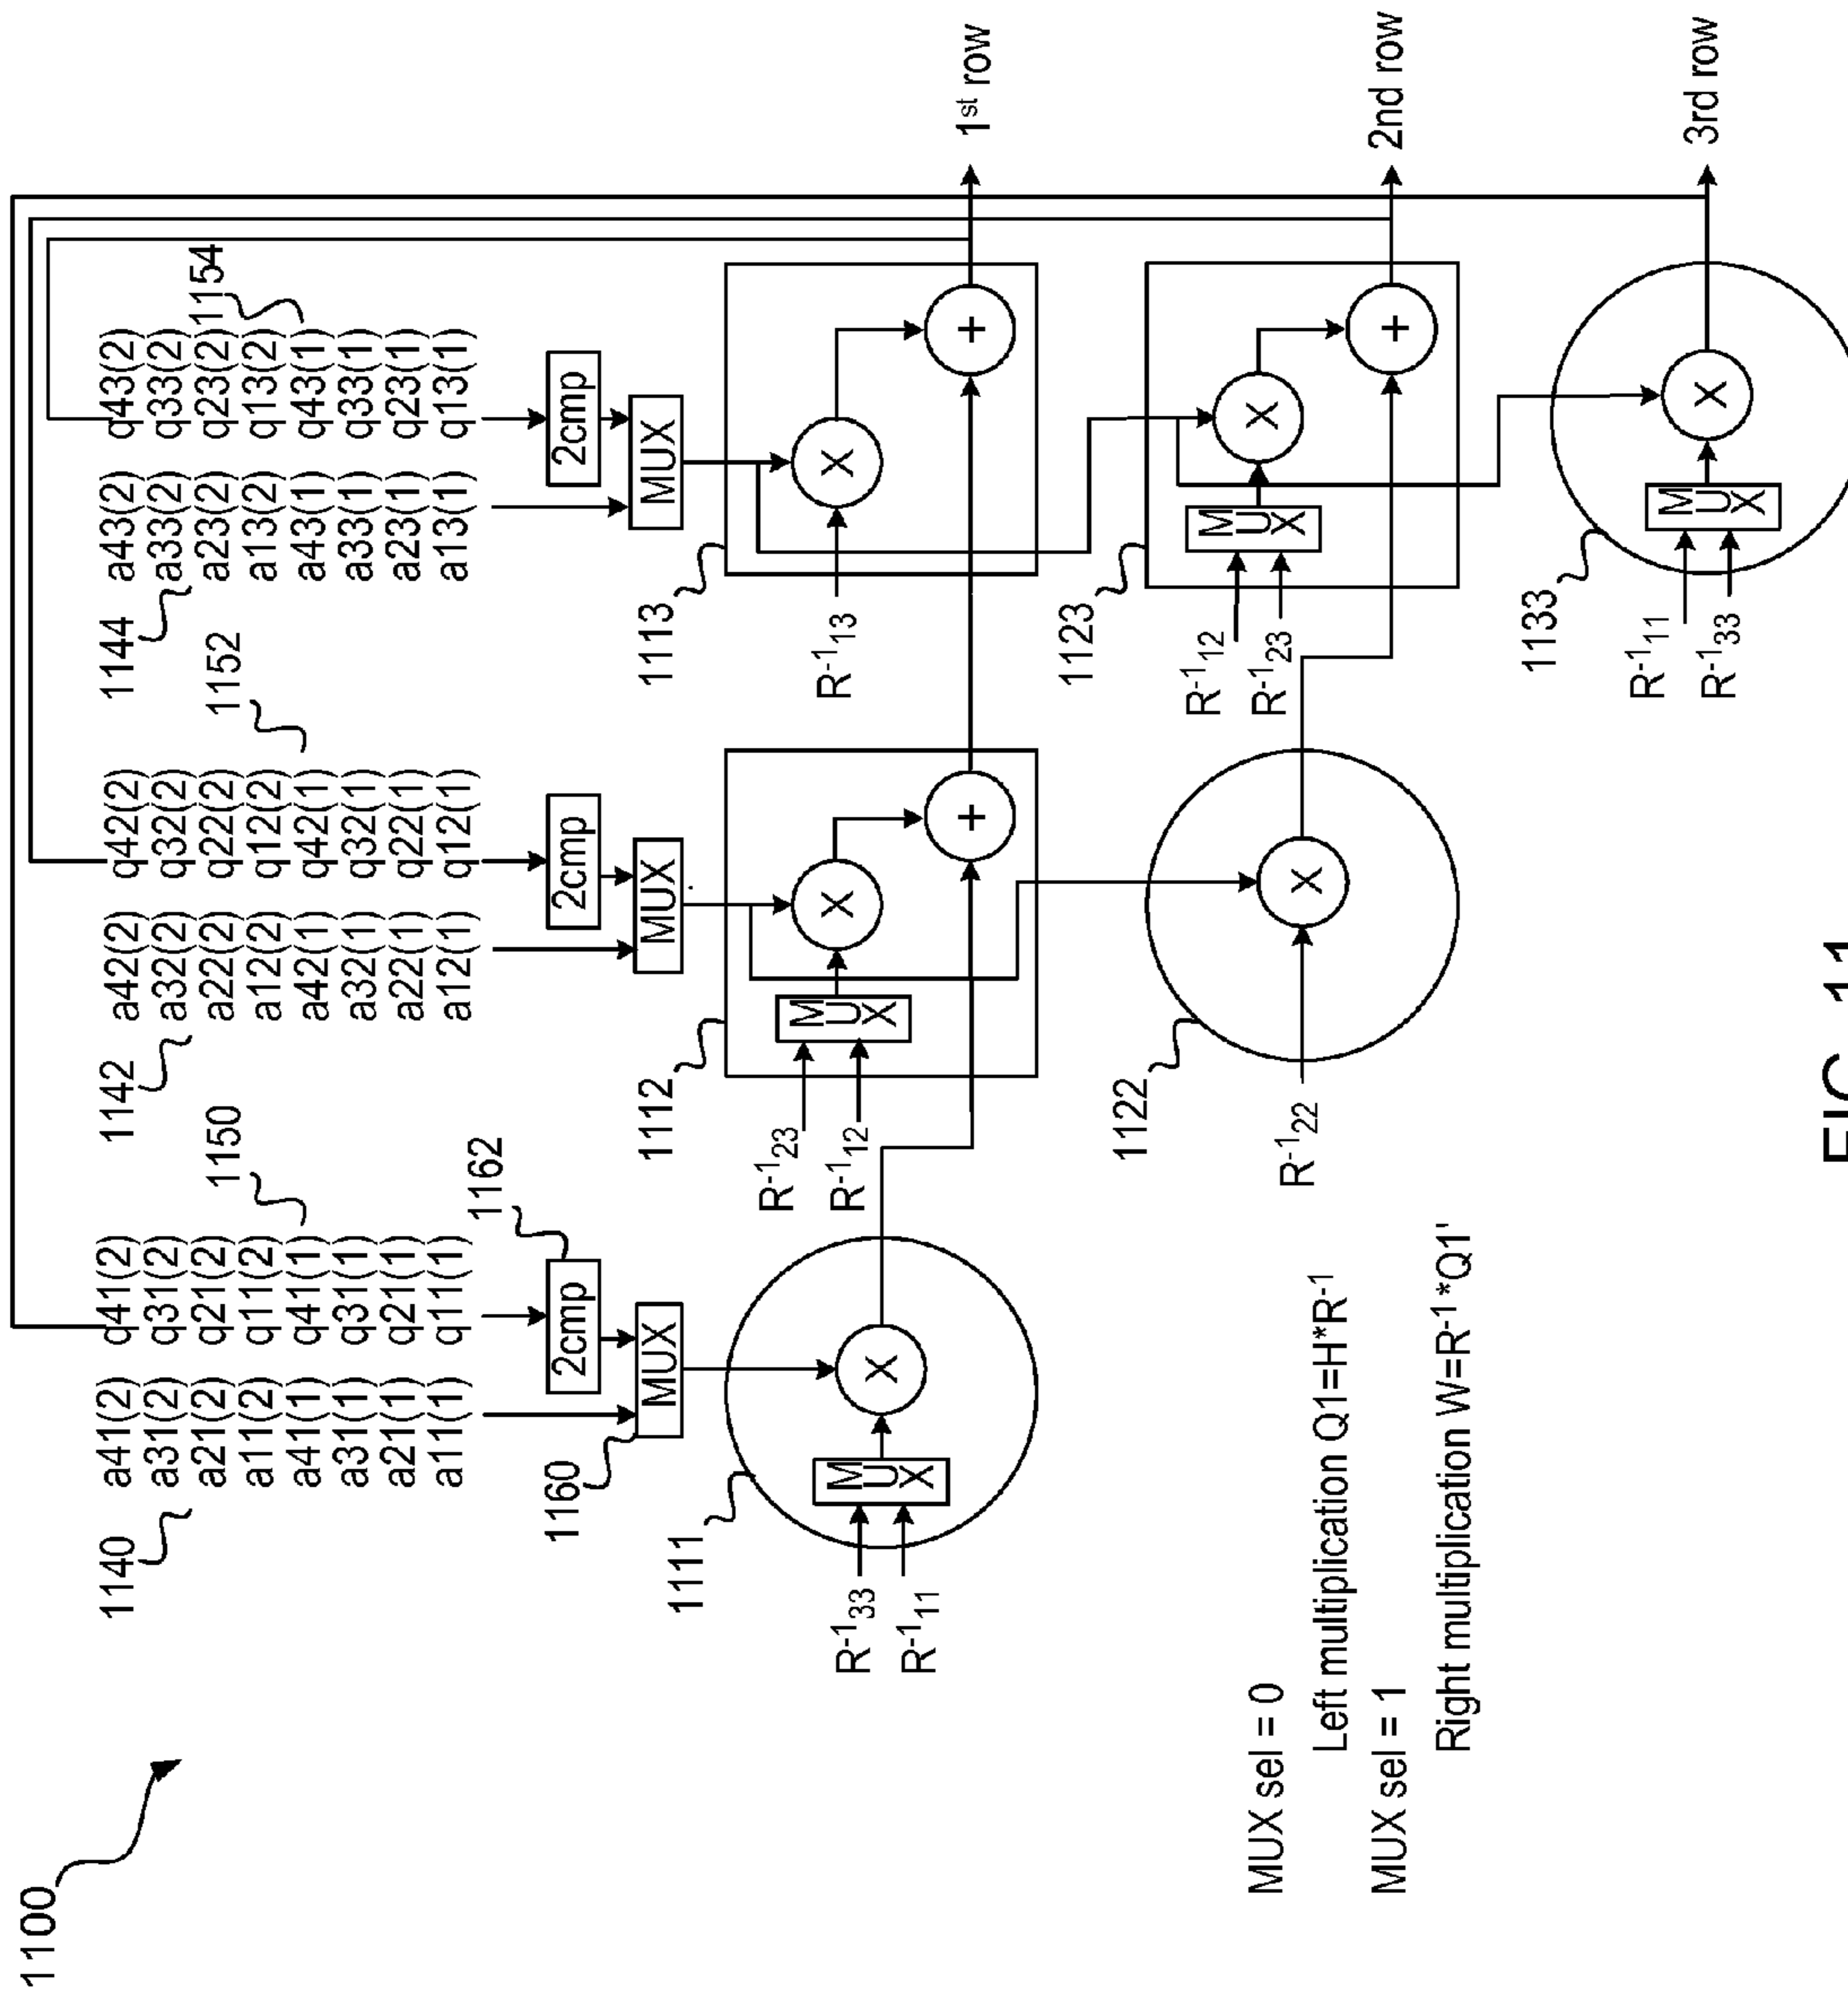 1100
1140
a41(2) q41(2)
a31(2) q31(2)
a21(2) q21(2)
a11(2) q11(2)
a41(1) q41(1)
a31(1) q31(1)
a21(1) q21(1)
a11(1) q11(1)
1150
1142
a42(2) q42(2)
a32(2) q32(2)
a22(2) q22(2)
a12(2) q12(2)
a42(1) q42(1)
a32(1) q32(1)
a22(1) q22(1)
a12(1) q12(1)
1152
1144
a43(2) q43(2)
a33(2) q33(2)
a23(2) q23(2)
a13(2) q13(2)
a43(1) q43(1)
a33(1) q33(1)
a23(1) q23(1)
a13(1) q13(1)
1154
1162
2cmp
2cmp
2cmp
1160
MUX
MUX
MUX
1111
R⁻¹₃₃
R⁻¹₁₁
MUX
X
1112
R⁻¹₂₃
R⁻¹₁₂
MUX
X
+
1113
R⁻¹₁₃
X
+
1st row
1122
R⁻¹₂₂
X
1123
R⁻¹₁₂
R⁻¹₂₃
MUX
X
+
2nd row
1133
R⁻¹₁₁
R⁻¹₃₃
MUX
X
3rd row
MUX sel = 0
Left multiplication Q1=H*R⁻¹
MUX sel = 1
Right mutiplication W=R⁻¹*Q1'
FIG. 11